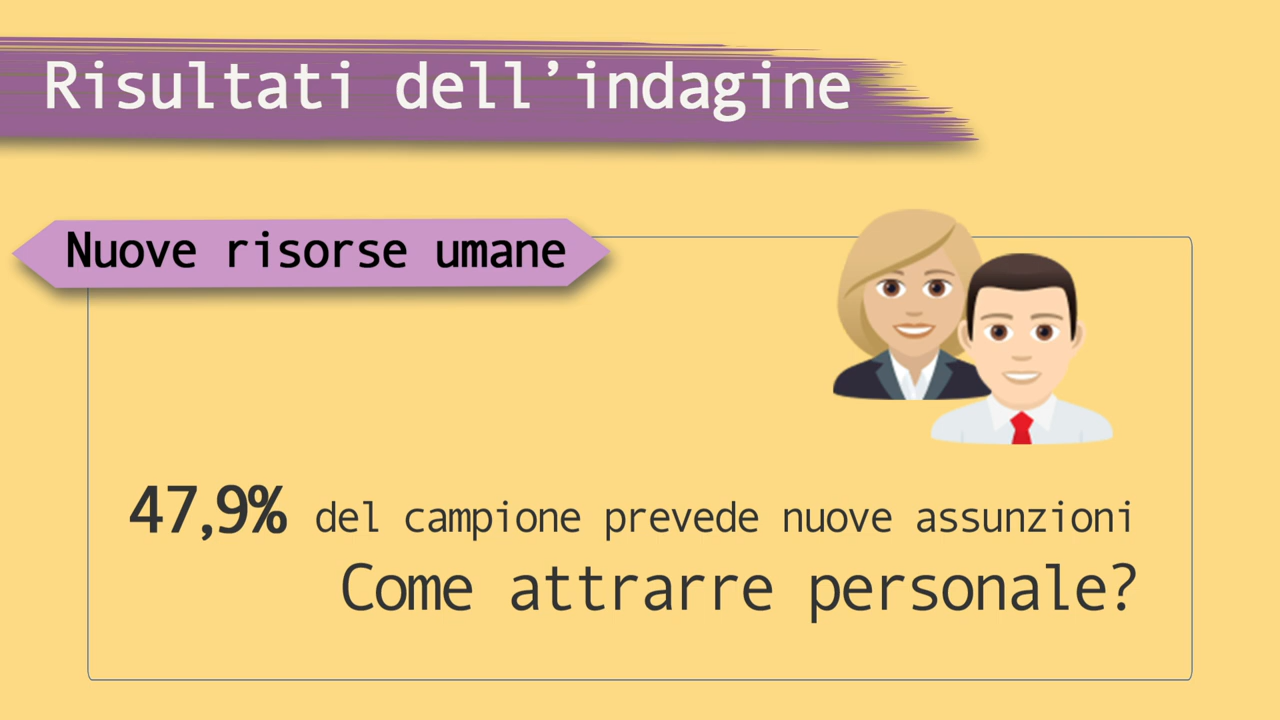 Risultati dell’indagine
Nuove risorse umane
47,9% del campione prevede nuove assunzioni
Come attrarre personale?